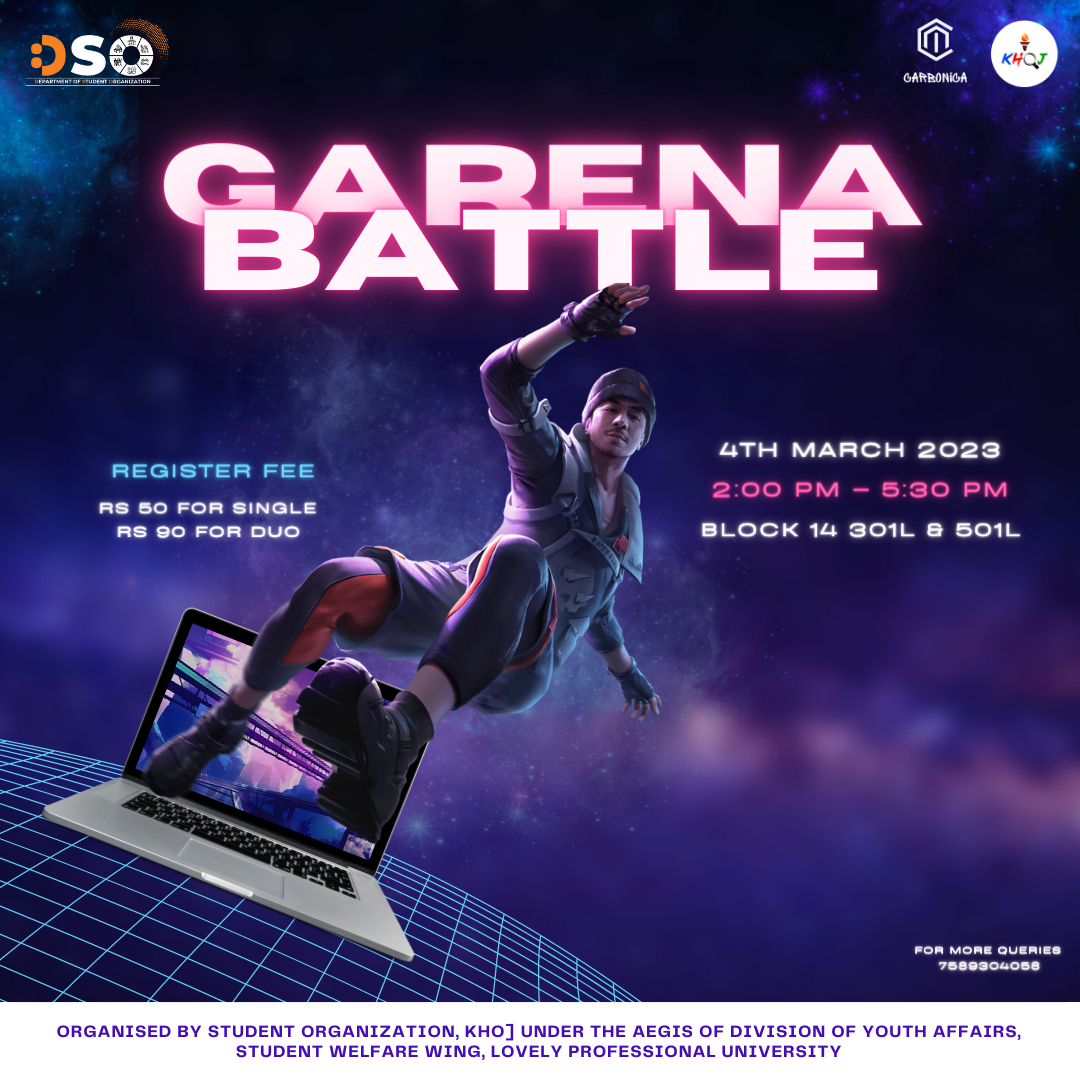 DSO
DEPARTMENT OF STUDENT ORGANIZATION
CARBONICA
KHOJ
GARENA
BATTLE
REGISTER FEE
RS 50 FOR SINGLE
RS 90 FOR DUO
4TH MARCH 2023
2:00 PM – 5:30 PM
BLOCK 14 301L & 501L
FOR MORE QUERIES
7589304058
ORGANISED BY STUDENT ORGANIZATION, KHO] UNDER THE AEGIS OF DIVISION OF YOUTH AFFAIRS,
STUDENT WELFARE WING, LOVELY PROFESSIONAL UNIVERSITY